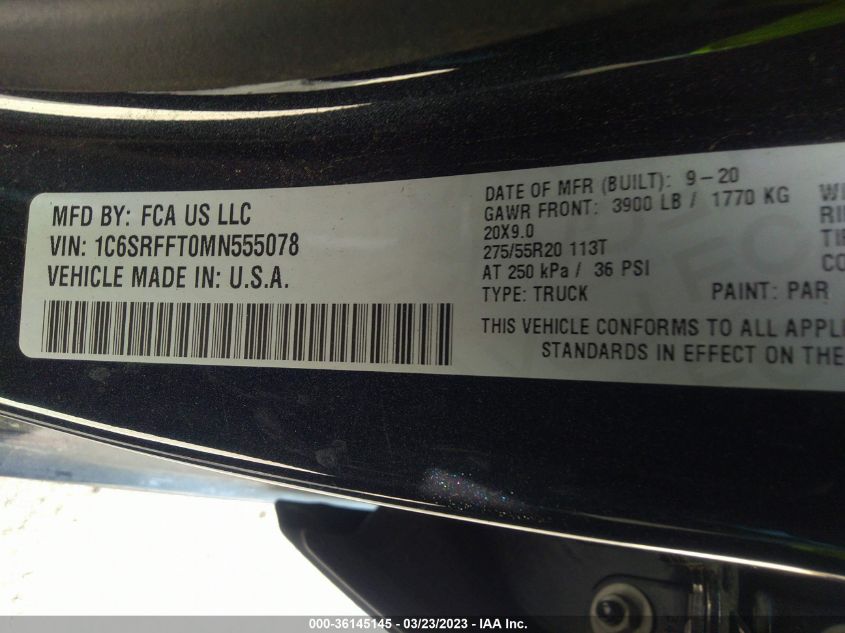 MFD BY: FCA US LLC
VIN: 1C6SRFFT0MN555078
VEHICLE MADE IN: U.S.A.
DATE OF MFR (BUILT): 9-20
GAWR FRONT: 3900 LB / 1770 KG
20X9.0
275/55R20 113T
AT 250 kPa / 36 PSI
TYPE: TRUCK PAINT: PAR
THIS VEHICLE CONFORMS TO ALL APPLI
STANDARDS IN EFFECT ON THE
000-36145145 - 03/23/2023 - © IAA Inc.